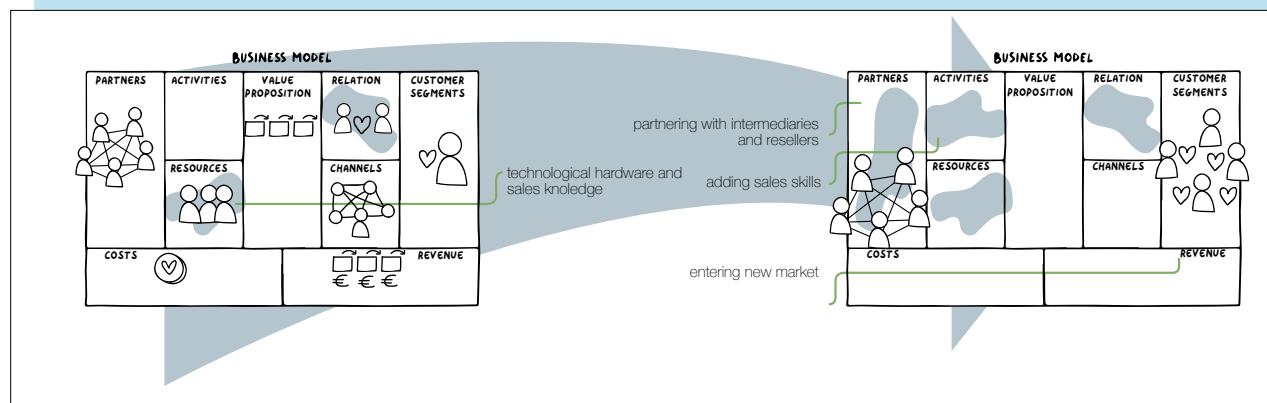 BUSINESS MODEL
PARTNERS
ACTIVITIES
VALUE
PROPOSITION
RELATION
CUSTOMER
SEGMENTS
RESOURCES
CHANNELS
COSTS
€ € €
REVENUE
technological hardware and
sales knoledge
partnering with intermediaries
and resellers
adding sales skills
entering new market
BUSINESS MODEL
PARTNERS
ACTIVITIES
VALUE
PROPOSITION
RELATION
CUSTOMER
SEGMENTS
RESOURCES
CHANNELS
COSTS
REVENUE